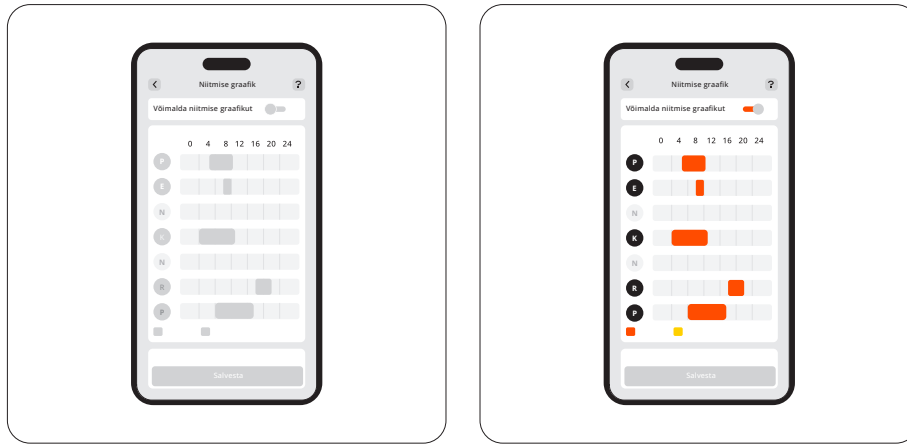 Niitmise graafik ?
Võimalda niitmise graafikut
0 4 8 12 16 20 24
P
E
N
K
N
R
P
Salvesta
Niitmise graafik ?
Võimalda niitmise graafikut
0 4 8 12 16 20 24
P
E
N
K
N
R
P
Salvesta